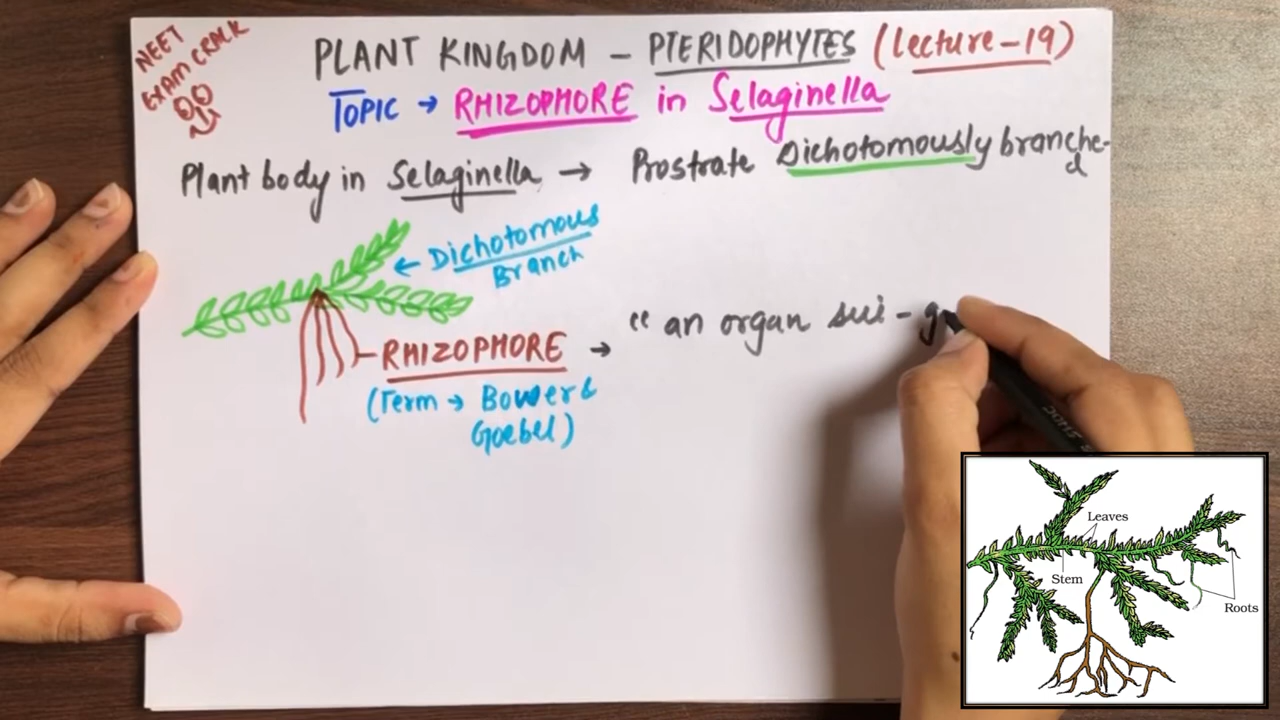 NEET
EXAM CRACK
PLANT KINGDOM - PTERIDOPHYTES (Lecture-19)
TOPIC → RHIZOPHORE in Selaginella
Plant body in Selaginella → Prostrate Dichotomously branche-
d
← Dichotomous
Branch
RHIZOPHORE → “ an organ sui - g
(Term → Bower &
Goebel)
Leaves
Stem
Roots